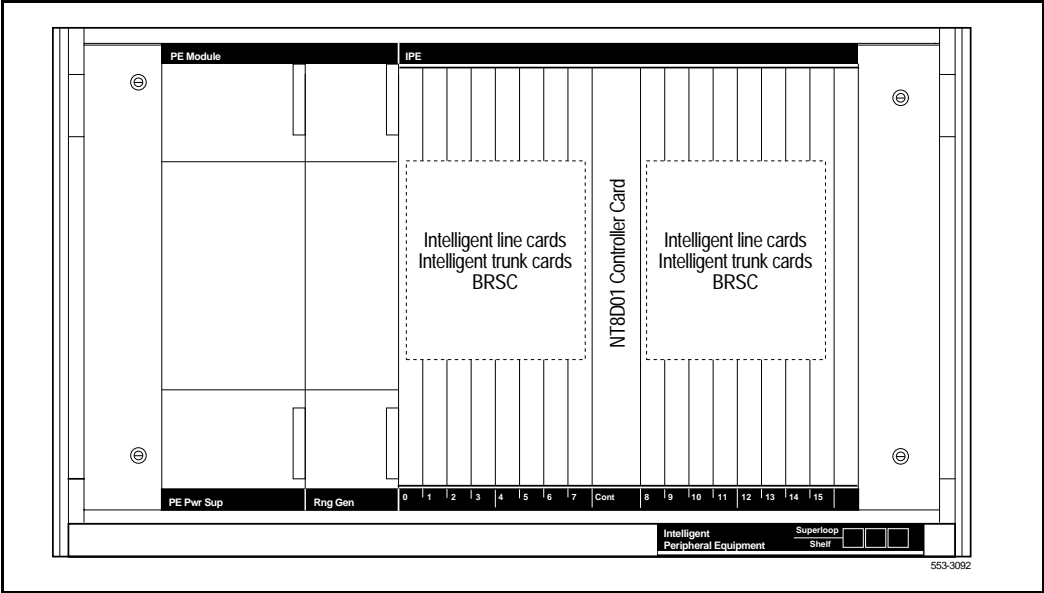 PE Module
IPE
Intelligent line cards
Intelligent trunk cards
BRSC
NT8D01 Controller Card
Intelligent line cards
Intelligent trunk cards
BRSC
PE Pwr Sup
Rng Gen
0 1 2 3 4 5 6 7 Cont 8 9 10 11 12 13 14 15
Intelligent
Peripheral Equipment
Superloop
Shelf
553-3092